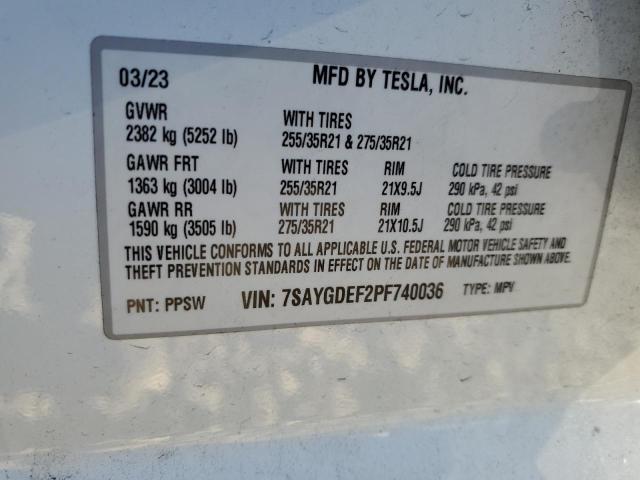 03/23 MFD BY TESLA, INC.
GVWR WITH TIRES
2382 kg (5252 lb) 255/35R21 & 275/35R21
GAWR FRT WITH TIRES RIM COLD TIRE PRESSURE
1363 kg (3004 lb) 255/35R21 21X9.5J 290 kPa, 42 psi
GAWR RR WITH TIRES RIM COLD TIRE PRESSURE
1590 kg (3505 lb) 275/35R21 21X10.5J 290 kPa, 42 psi
THIS VEHICLE CONFORMS TO ALL APPLICABLE U.S. FEDERAL MOTOR VEHICLE SAFETY AND
THEFT PREVENTION STANDARDS IN EFFECT ON THE DATE OF MANUFACTURE SHOWN ABOVE.
PNT: PPSW VIN: 7SAYGDEF2PF740036 TYPE: MPV